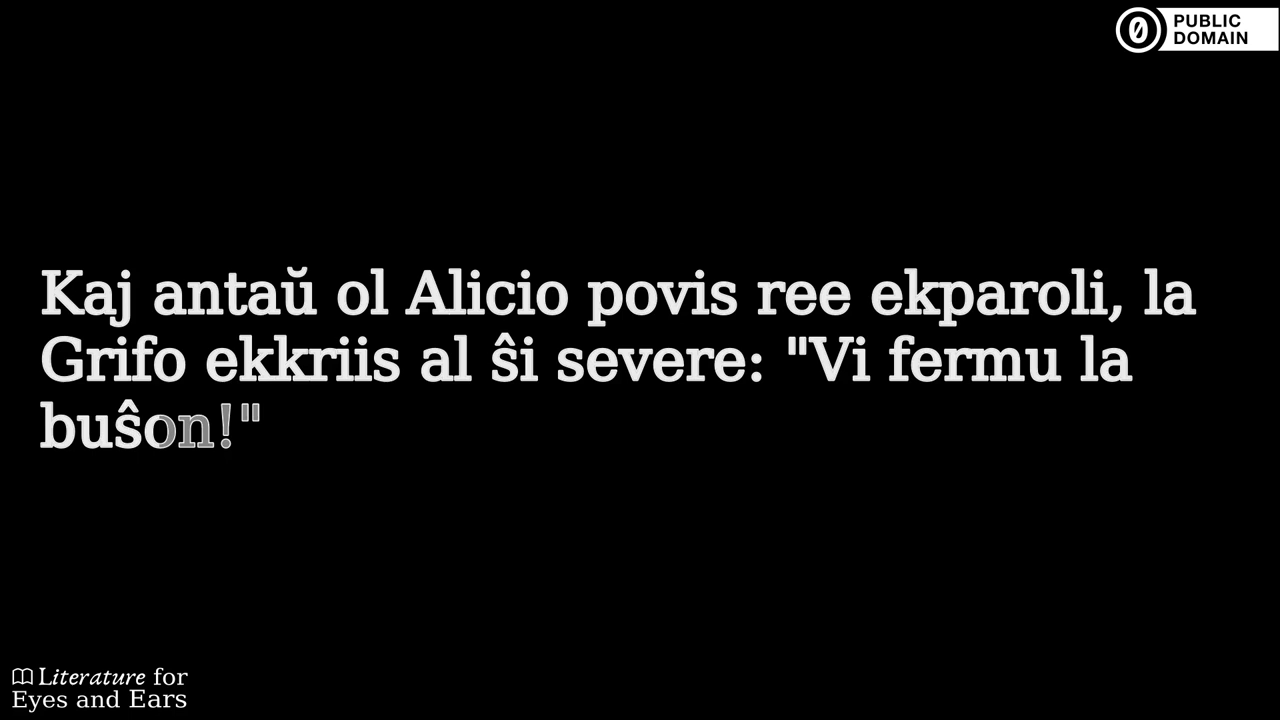 PUBLIC
DOMAIN
Kaj antaŭ ol Alicio povis ree ekparoli, la
Grifo ekkriis al ŝi severe: "Vi fermu la
buŝon!"
Literature for
Eyes and Ears